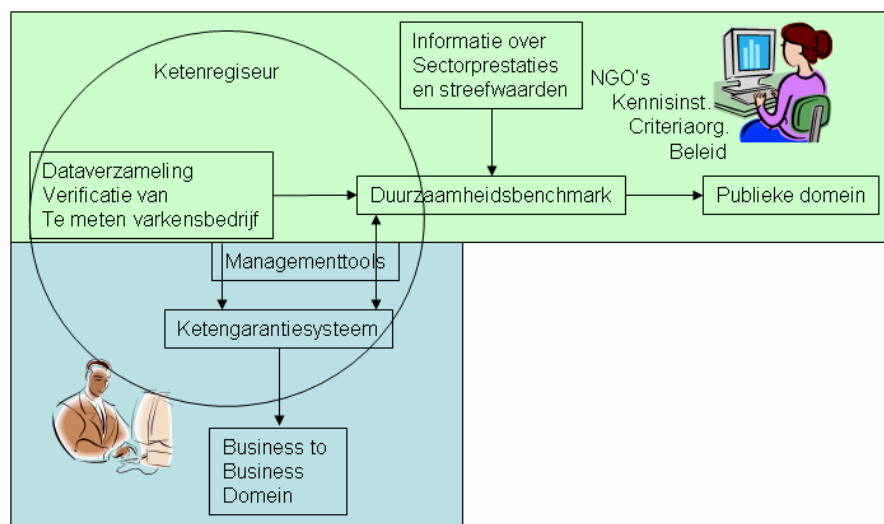 Ketenregiseur
Informatie over
Sectorprestaties
en streefwaarden
NGO's
Kennisinst.
Criteriaorg.
Beleid
Dataverzameling
Verificatie van
Te meten varkensbedrijf
Duurzaamheidsbenchmark
Publieke domein
Managementtools
Ketengarantiesysteem
Business to
Business
Domein